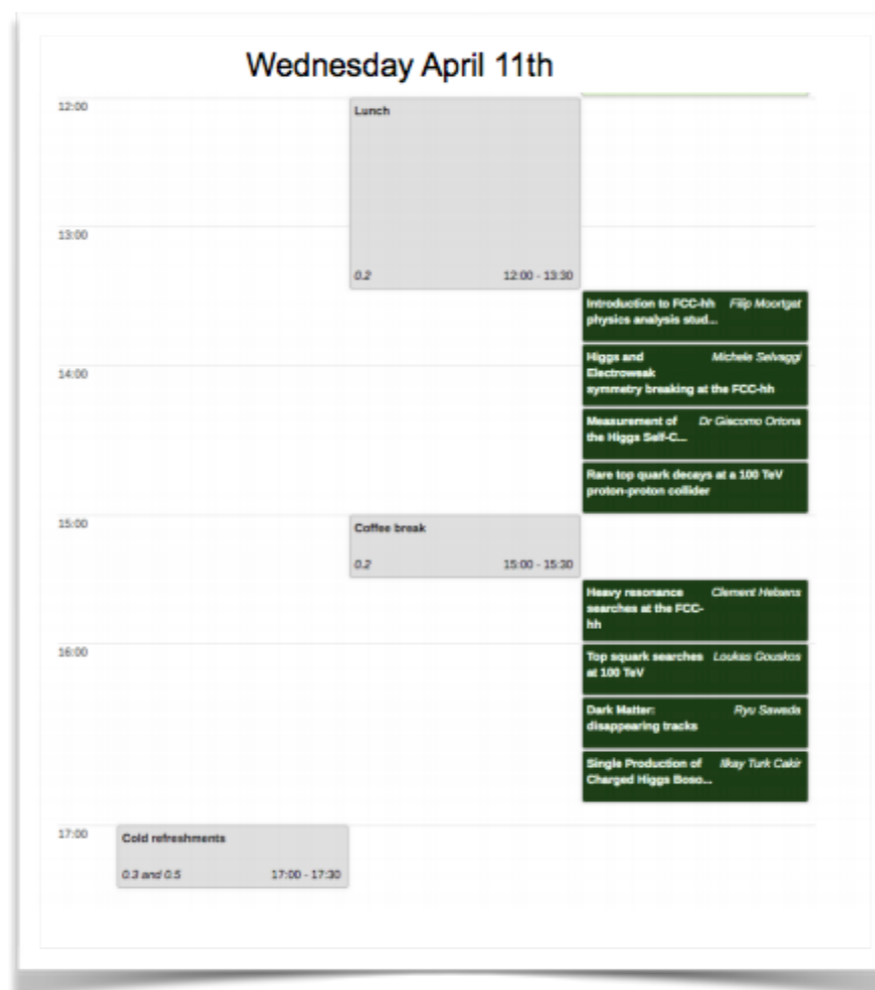 Wednesday April 11th
12:00
Lunch
13:00
0.2 12:00 - 13:30
Introduction to FCC-hh Filip Moortgat
physics analysis stud...
Higgs and Michele Selvaggi
Electroweak
symmetry breaking at the FCC-hh
14:00
Measurement of Dr Giacomo Ortona
the Higgs Self-C...
Rare top quark decays at a 100 TeV
proton-proton collider
15:00
Coffee break
0.2 15:00 - 15:30
Heavy resonance Clement Helsens
searches at the FCC-
hh
16:00
Top squark searches Loukas Gouskos
at 100 TeV
Dark Matter: Ryu Sawada
disappearing tracks
Single Production of Ilkay Turk Cakir
Charged Higgs Boso...
17:00
Cold refreshments
0.3 and 0.5 17:00 - 17:30